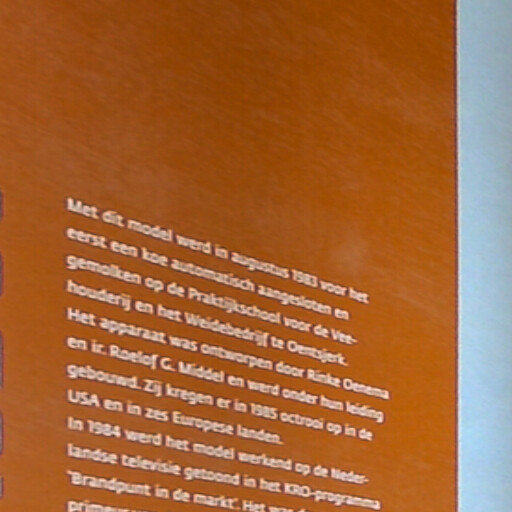 Met dit model werd in augustus 1983 voor het
eerst een koe automatisch aangesloten en
gemolken op de Praktijkschool voor de Vee-
houderij en het Weidebedrijf te Oentsjerk.
Het apparaat was ontworpen door Rinke Oenema
en ir. Roelof G. Middel en werd onder hun leiding
gebouwd. Zij kregen er in 1985 octrooi op in de
USA en in zes Europese landen.
In 1984 werd het model werkend op de Neder-
landse televisie getoond in het KRO-programma
'Brandpunt in de markt'. Het was